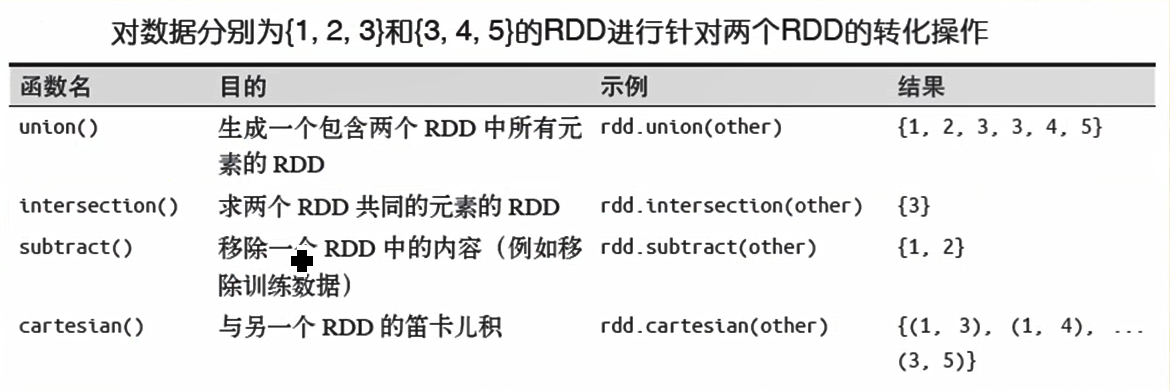 对数据分别为{1, 2, 3}和{3, 4, 5}的RDD进行针对两个RDD的转化操作
函数名 目的 示例 结果
union() 生成一个包含两个 RDD 中所有元 rdd.union(other) {1, 2, 3, 3, 4, 5}
素的 RDD
intersection() 求两个 RDD 共同的元素的 RDD rdd.intersection(other) {3}
subtract() 移除一个 RDD 中的内容（例如移 rdd.subtract(other) {1, 2}
除训练数据）
cartesian() 与另一个 RDD 的笛卡儿积 rdd.cartesian(other) {(1, 3), (1, 4), ...
(3, 5)}